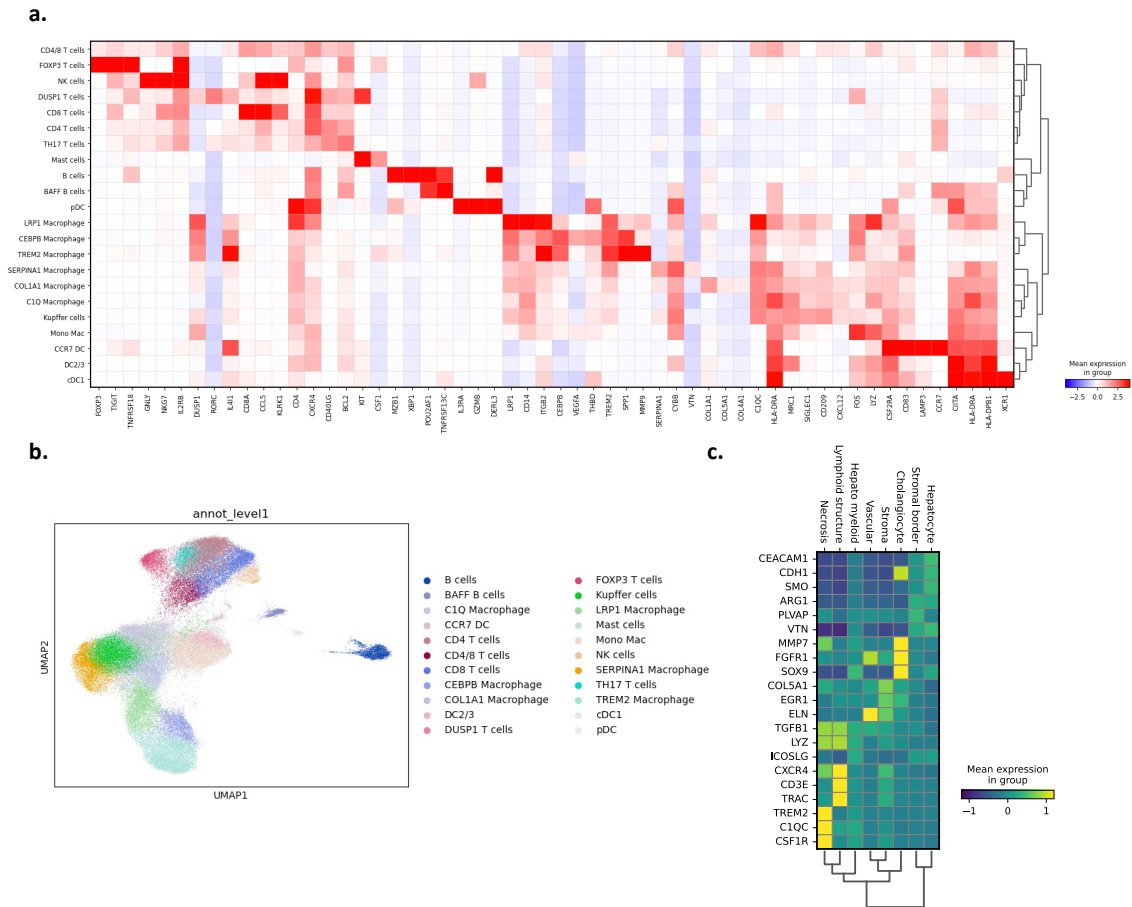 a.
CD4/8 T cells
FOXP3 T cells
NK cells
DUSP1 T cells
CD8 T cells
CD4 T cells
TH17 T cells
Mast cells
B cells
BAFF B cells
pDC
LRP1 Macrophage
CEBPB Macrophage
TREM2 Macrophage
SERPINA1 Macrophage
COL1A1 Macrophage
C1Q Macrophage
Kupffer cells
Mono Mac
CCR7 DC
DC2/3
cDC1
FOXP3
TIGIT
TNFRSF18
GNLY
NKG7
IL2RB
DUSP1
RORC
IL4I1
CD8A
CCL5
KLRK1
CD4
CXCR4
CD40LG
BCL2
KIT
CSF1
MZB1
XBP1
POU2AF1
TNFRSF13C
IL3RA
GZMB
DERL3
LRP1
CD14
ITGB2
CEBPB
VEGFA
THBD
TREM2
SPP1
MMP9
SERPINA1
CYBB
VTN
COL1A1
COL5A1
COL4A1
C1QC
HLA-DRA
MRC1
SIGLEC1
CD209
CXCL12
FOS
LYZ
CSF2RA
CD83
LAMP3
CCR7
CIITA
HLA-DRA
HLA-DPB1
XCR1
Mean expression
in group
−2.5 0.0 2.5
b.
annot_level1
UMAP2
UMAP1
B cells
BAFF B cells
C1Q Macrophage
CCR7 DC
CD4 T cells
CD4/8 T cells
CD8 T cells
CEBPB Macrophage
COL1A1 Macrophage
DC2/3
DUSP1 T cells
FOXP3 T cells
Kupffer cells
LRP1 Macrophage
Mast cells
Mono Mac
NK cells
SERPINA1 Macrophage
TH17 T cells
TREM2 Macrophage
cDC1
pDC
c.
Necrosis
Lymphoid structure
Hepato myeloid
Vascular
Stroma
Cholangiocyte
Stromal border
Hepatocyte
CEACAM1
CDH1
SMO
ARG1
PLVAP
VTN
MMP7
FGFR1
SOX9
COL5A1
EGR1
ELN
TGFB1
LYZ
ICOSLG
CXCR4
CD3E
TRAC
TREM2
C1QC
CSF1R
Mean expression
in group
−1 0 1